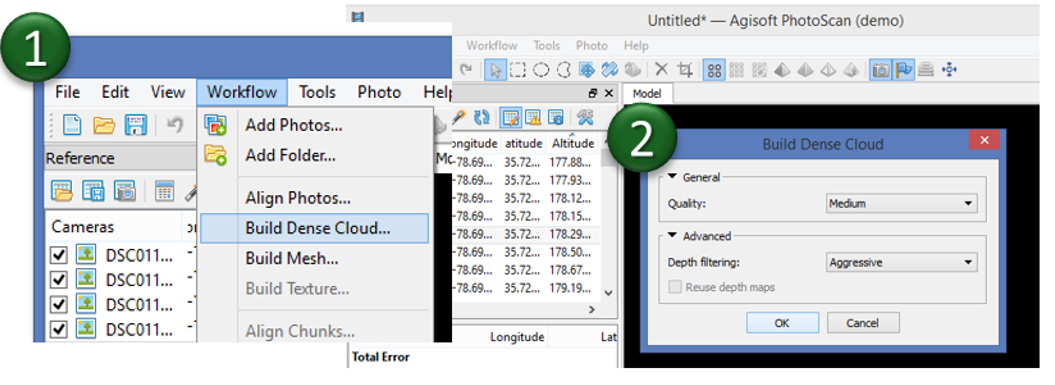 1
File Edit View Workflow Tools Photo Help
Add Photos...
Add Folder...
Reference
Align Photos...
Cameras
Build Dense Cloud...
DSC011...
Build Mesh...
DSC011...
Build Texture...
DSC011...
DSC011...
Align Chunks...
Untitled* — Agisoft PhotoScan (demo)
Workflow Tools Photo Help
Model
ongitude atitude Altitude
-78.69... 35.72... 177.88...
-78.69... 35.72... 177.93...
-78.69... 35.72... 178.12...
-78.69... 35.72... 178.15...
-78.69... 35.72... 178.29...
-78.69... 35.72... 178.50...
-78.69... 35.72... 178.67...
-78.69... 35.72... 179.19...
Longitude Lat
Total Error
2
Build Dense Cloud
General
Quality: Medium
Advanced
Depth filtering: Aggressive
Reuse depth maps
OK Cancel